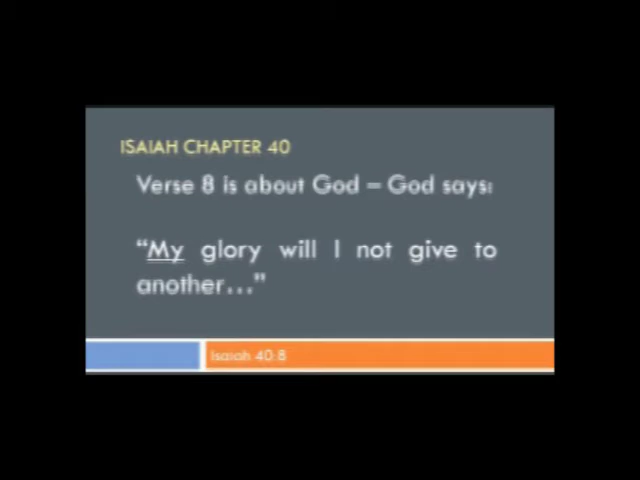 ISAIAH CHAPTER 40
Verse 8 is about God – God says:
“My glory will I not give to
another…”
Isaiah 40:8